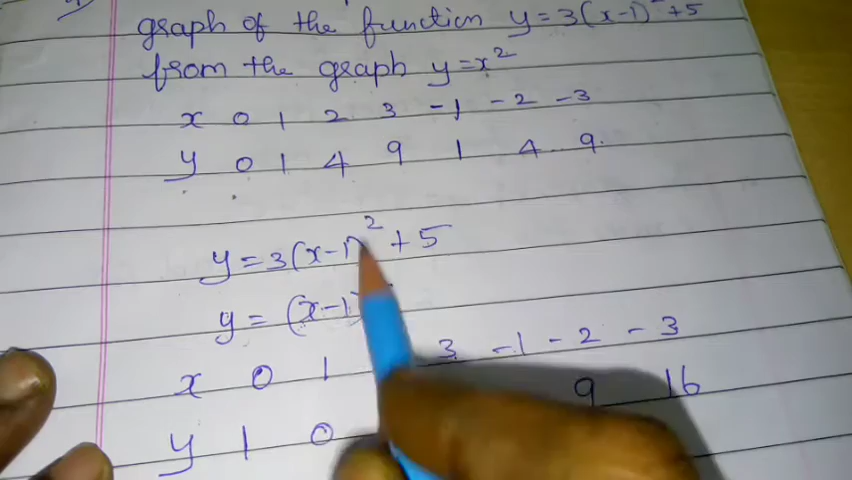 graph of the function y=3(x-1)² +5
from the graph y=x²
x 0 1 2 3 -1 -2 -3
y 0 1 4 9 1 4 9
y=3(x-1)² +5
y = (x-1)
x 0 1 3 -1 -2 -3
y 1 0 9 16